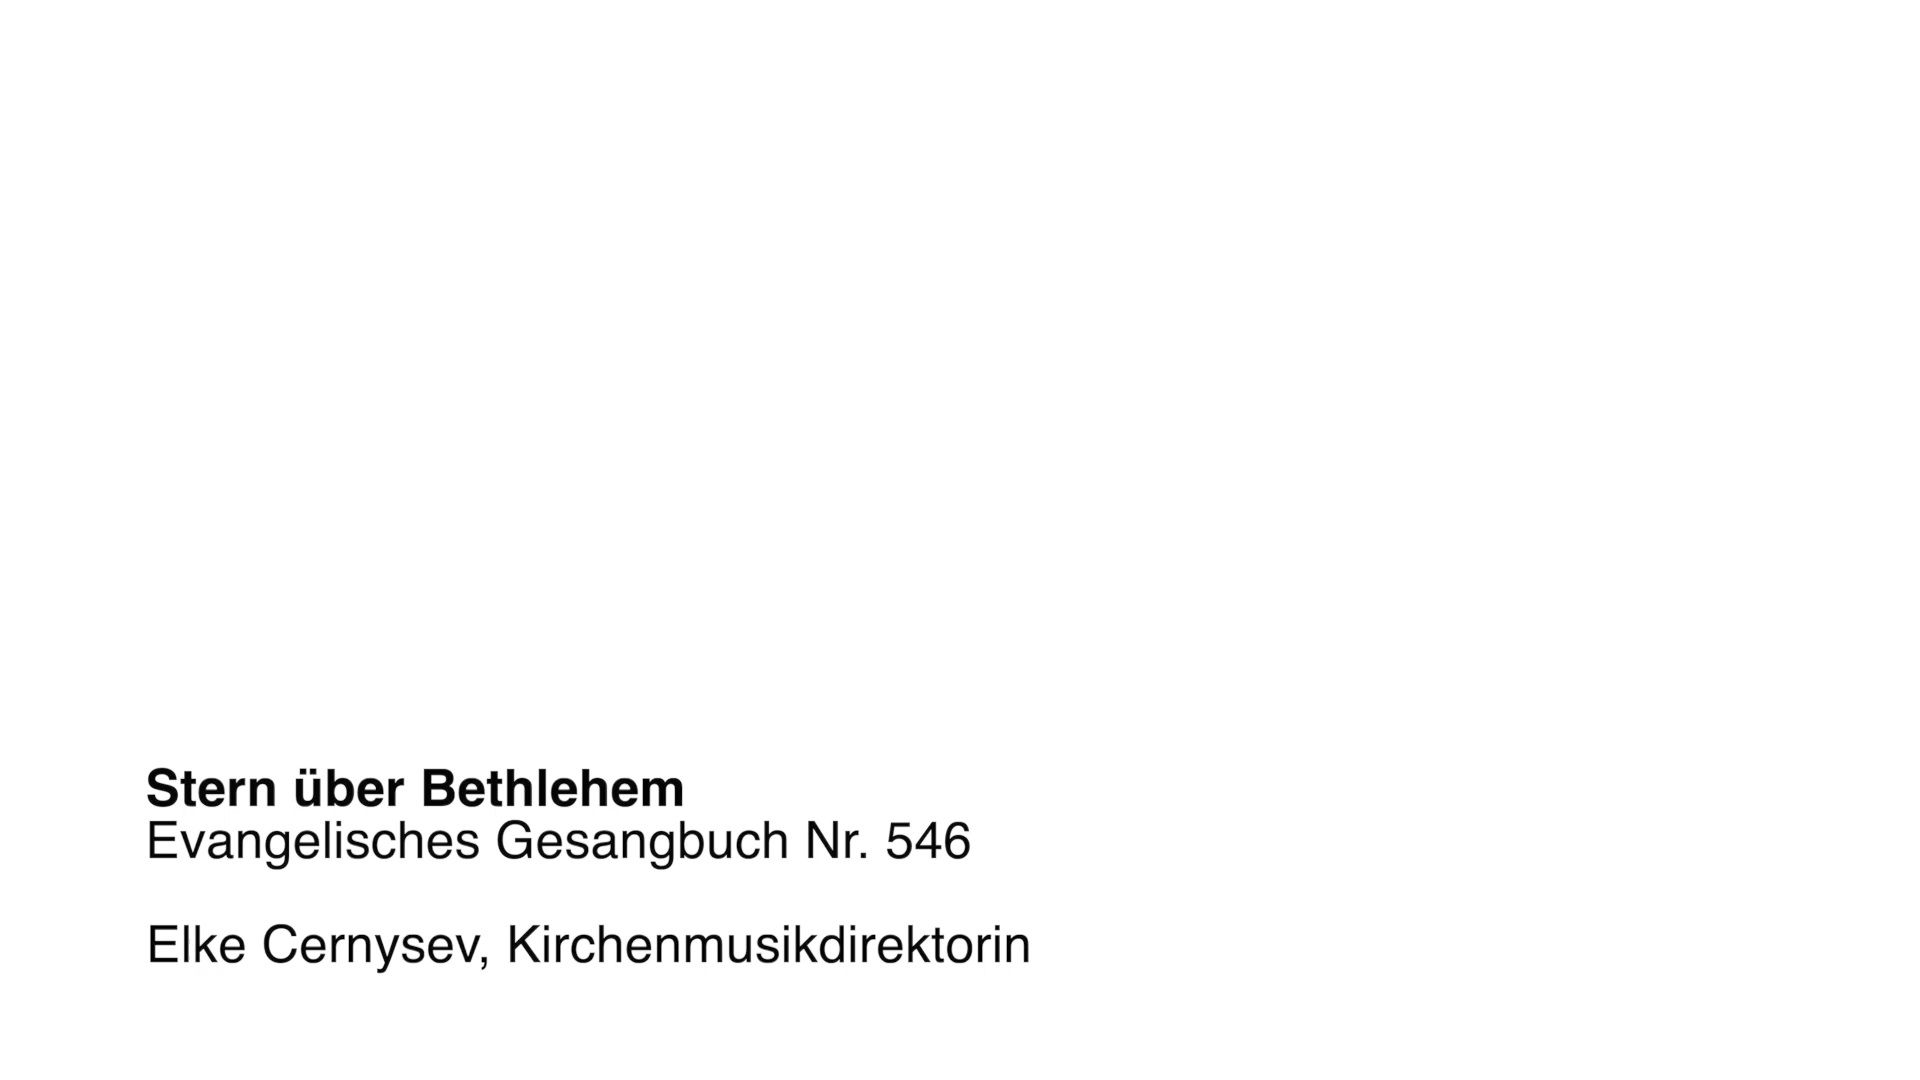 Stern über Bethlehem
Evangelisches Gesangbuch Nr. 546
Elke Cernysev, Kirchenmusikdirektorin